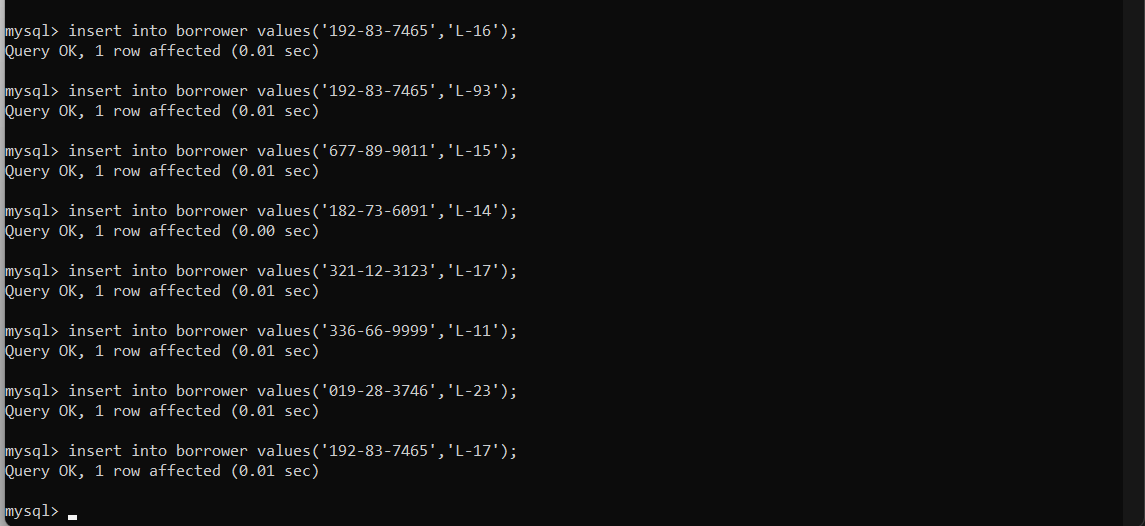 mysql> insert into borrower values('192-83-7465','L-16');
Query OK, 1 row affected (0.01 sec)
mysql> insert into borrower values('192-83-7465','L-93');
Query OK, 1 row affected (0.01 sec)
mysql> insert into borrower values('677-89-9011','L-15');
Query OK, 1 row affected (0.01 sec)
mysql> insert into borrower values('182-73-6091','L-14');
Query OK, 1 row affected (0.00 sec)
mysql> insert into borrower values('321-12-3123','L-17');
Query OK, 1 row affected (0.01 sec)
mysql> insert into borrower values('336-66-9999','L-11');
Query OK, 1 row affected (0.01 sec)
mysql> insert into borrower values('019-28-3746','L-23');
Query OK, 1 row affected (0.01 sec)
mysql> insert into borrower values('192-83-7465','L-17');
Query OK, 1 row affected (0.01 sec)
mysql>